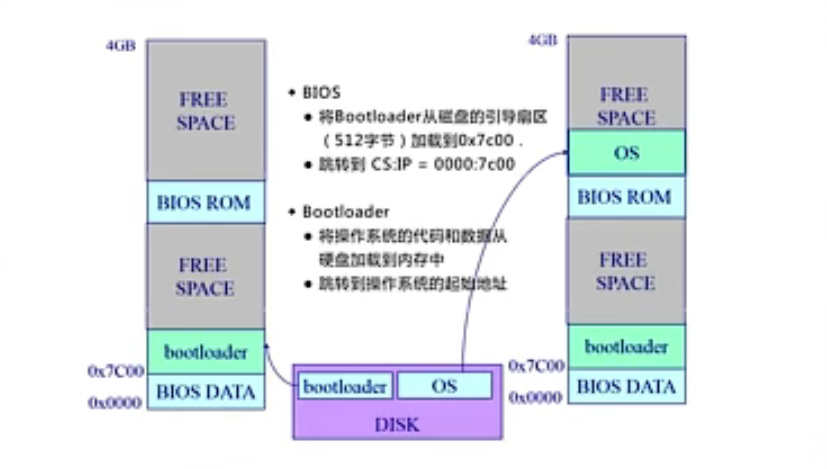 4GB
FREE
SPACE
BIOS ROM
FREE
SPACE
bootloader
0x7C00
BIOS DATA
0x0000
• BIOS
• 将Bootloader从磁盘的引导扇区
（512字节）加载到0x7c00．
• 跳转到 CS:IP = 0000:7c00
• Bootloader
• 将操作系统的代码和数据从
硬盘加载到内存中
• 跳转到操作系统的起始地址
bootloader
OS
DISK
4GB
FREE
SPACE
OS
BIOS ROM
FREE
SPACE
bootloader
0x7C00
BIOS DATA
0x0000